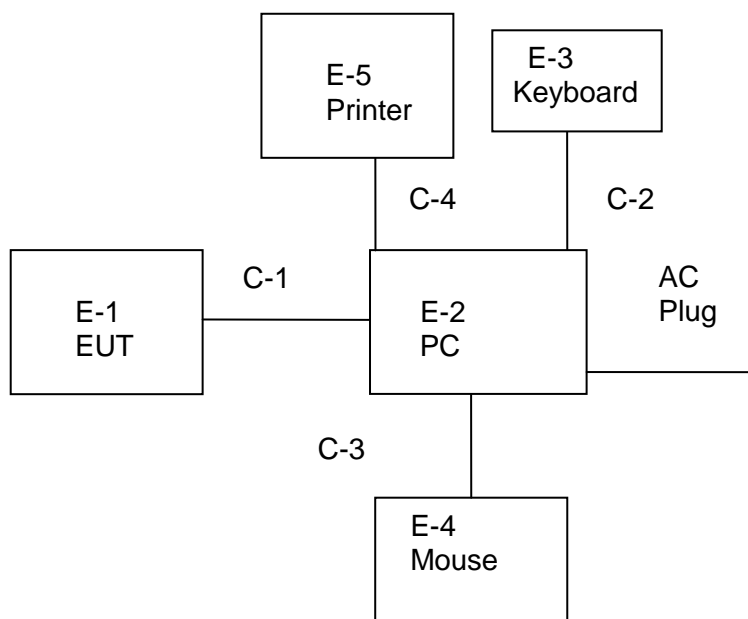 E-5
Printer
E-3
Keyboard
C-4
C-2
C-1
AC
Plug
E-1
EUT
E-2
PC
C-3
E-4
Mouse